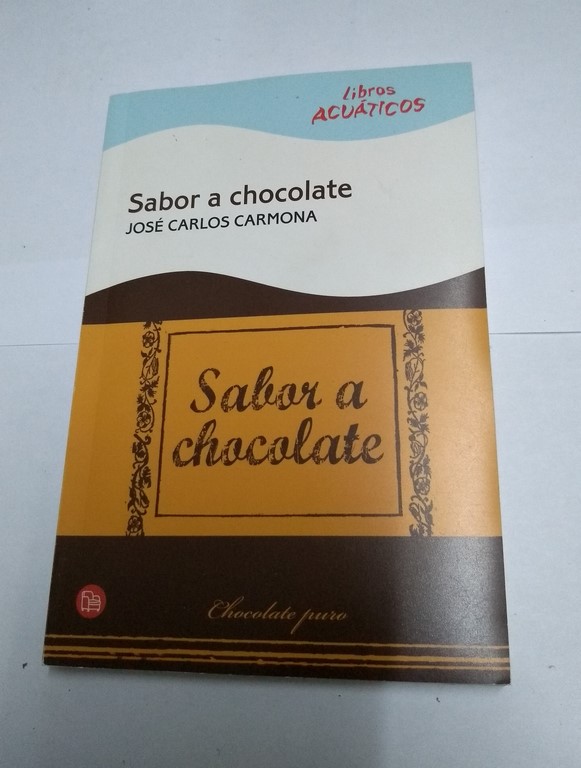 libros
ACUÁTICOS
Sabor a chocolate
JOSÉ CARLOS CARMONA
Sabor a
chocolate
Chocolate puro